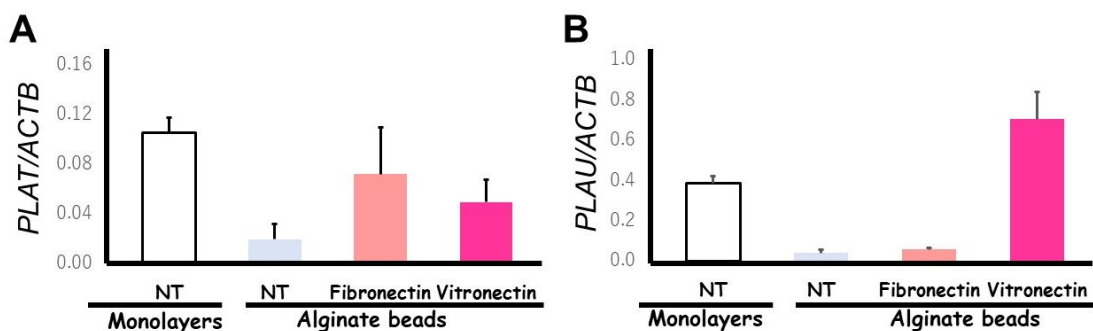 A
PLAT/ACTB
0.16
0.12
0.08
0.04
0.00
NT NT Fibronectin Vitronectin
Monolayers Alginate beads
B
PLAU/ACTB
1.0
0.8
0.6
0.4
0.2
0.0
NT NT Fibronectin Vitronectin
Monolayers Alginate beads